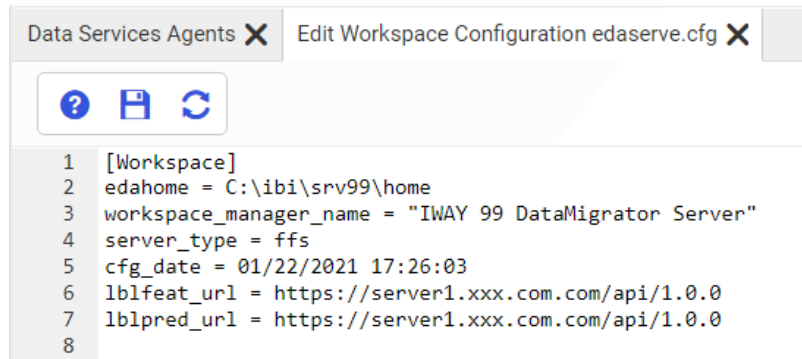 Data Services Agents Edit Workspace Configuration edaserve.cfg
?
1 [Workspace]
2 edahome = C:\ibi\srv99\home
3 workspace_manager_name = "IWAY 99 DataMigrator Server"
4 server_type = ffs
5 cfg_date = 01/22/2021 17:26:03
6 lblfeat_url = https://server1.xxx.com.com/api/1.0.0
7 lblpred_url = https://server1.xxx.com.com/api/1.0.0
8